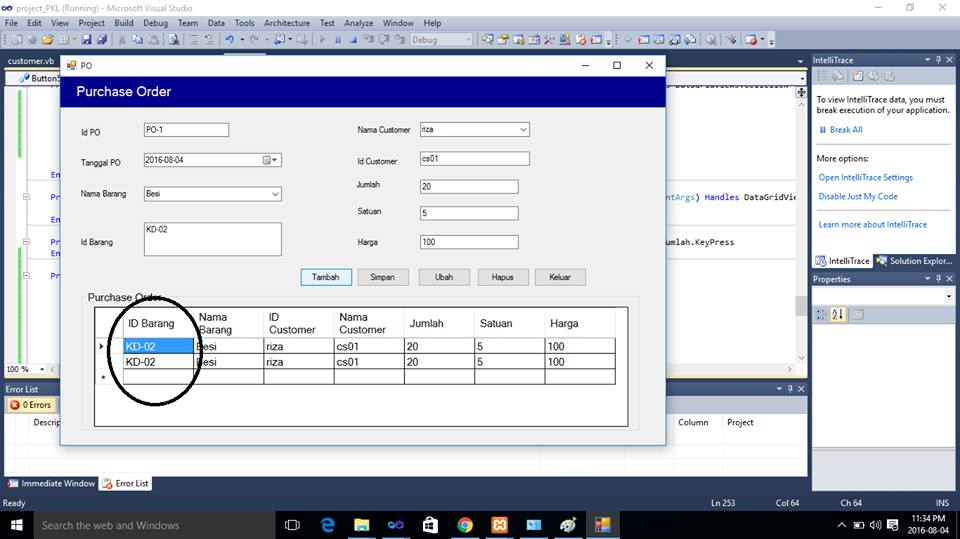 project_PKL (Running) - Microsoft Visual Studio
File Edit View Project Build Debug Team Data Tools Architecture Test Analyze Window Help
Debug
customer.vb
Button5
PO
Purchase Order
Id PO PO-1 Nama Customer riza
Tanggal PO 2016-08-04 Id Customer cs01
Nama Barang Besi Jumlah 20
Satuan 5
Id Barang KD-02 Harga 100
Tambah Simpan Ubah Hapus Keluar
Purchase Order
ID Barang Nama Barang ID Customer Nama Customer Jumlah Satuan Harga
KD-02 Besi riza cs01 20 5 100
KD-02 Besi riza cs01 20 5 100
ntArgs) Handles DataGridVie
umlah.KeyPress
100 %
IntelliTrace
To view IntelliTrace data, you must
break execution of your application.
Break All
More options:
Open IntelliTrace Settings
Disable Just My Code
Learn more about IntelliTrace
IntelliTrace Solution Explor...
Properties
Error List
0 Errors
Descrip Column Project
Immediate Window Error List
Ready Ln 253 Col 64 Ch 64 INS
Search the web and Windows
11:34 PM
2016-08-04